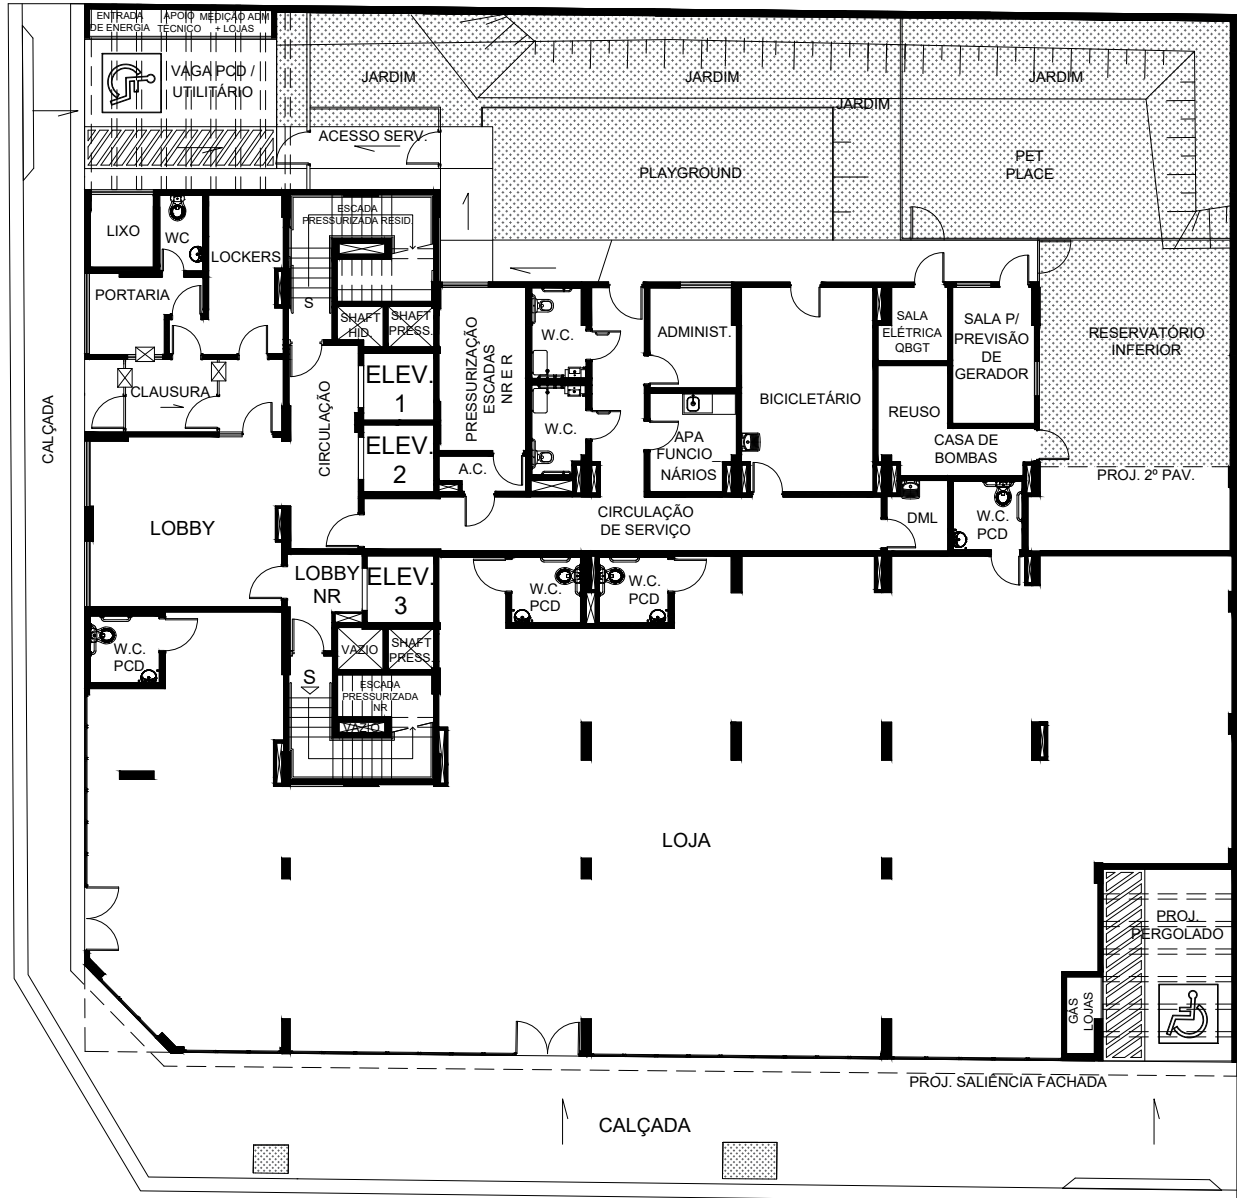 ENTRADA
DE ENERGIA
APOIO
TECNICO
MEDIÇÃO ADM
+ LOJAS
VAGA PCD /
UTILITÁRIO
JARDIM
JARDIM
JARDIM
JARDIM
ACESSO SERV.
PLAYGROUND
PET
PLACE
LIXO
WC
LOCKERS
ESCADA
PRESSURIZADA RESID.
PORTARIA
S
SHAFT
HID.
SHAFT
PRESS.
PRESSURIZAÇÃO
ESCADAS
NR E R
W.C.
ADMINIST.
SALA
ELÉTRICA
QBGT
SALA P/
PREVISÃO
DE
GERADOR
RESERVATÓRIO
INFERIOR
CLAUSURA
CIRCULAÇÃO
ELEV.
1
BICICLETÁRIO
REUSO
CALÇADA
ELEV.
2
A.C.
W.C.
APA
FUNCIO_
NÁRIOS
CASA DE
BOMBAS
PROJ. 2º PAV.
LOBBY
CIRCULAÇÃO
DE SERVIÇO
DML
W.C.
PCD
LOBBY
NR
ELEV.
3
W.C.
PCD
W.C.
PCD
W.C.
PCD
VAZIO
SHAFT
PRESS.
S
ESCADA
PRESSURIZADA
NR
VAZIO
LOJA
PROJ.
PERGOLADO
GÁS
LOJAS
PROJ. SALIÊNCIA FACHADA
CALÇADA